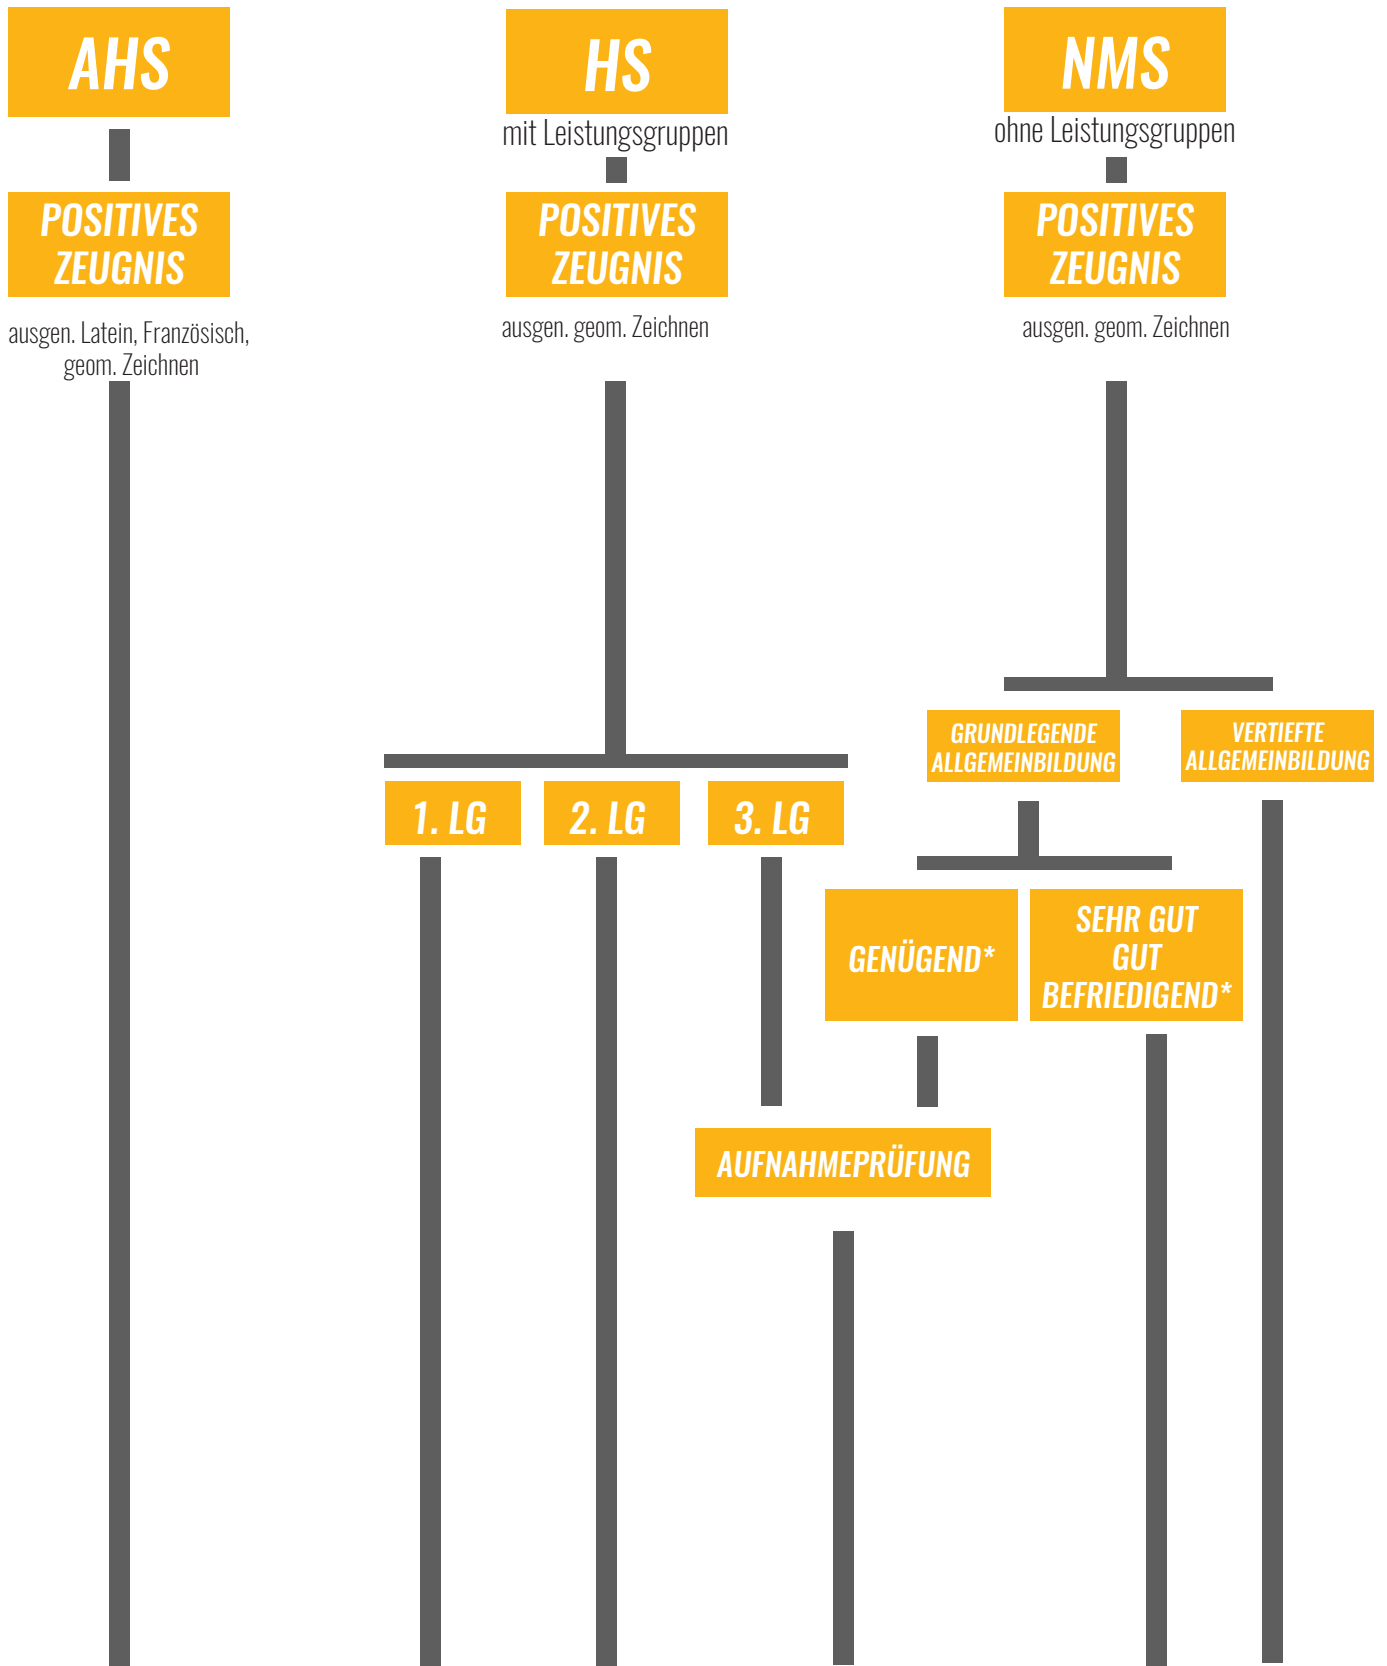 AHS
HS
mit Leistungsgruppen
NMS
ohne Leistungsgruppen
POSITIVES
ZEUGNIS
ausgen. Latein, Französisch,
geom. Zeichnen
POSITIVES
ZEUGNIS
ausgen. geom. Zeichnen
POSITIVES
ZEUGNIS
ausgen. geom. Zeichnen
GRUNDLEGENDE
ALLGEMEINBILDUNG
VERTIEFTE
ALLGEMEINBILDUNG
1. LG
2. LG
3. LG
GENÜGEND*
SEHR GUT
GUT
BEFRIEDIGEND*
AUFNAHMEPRÜFUNG